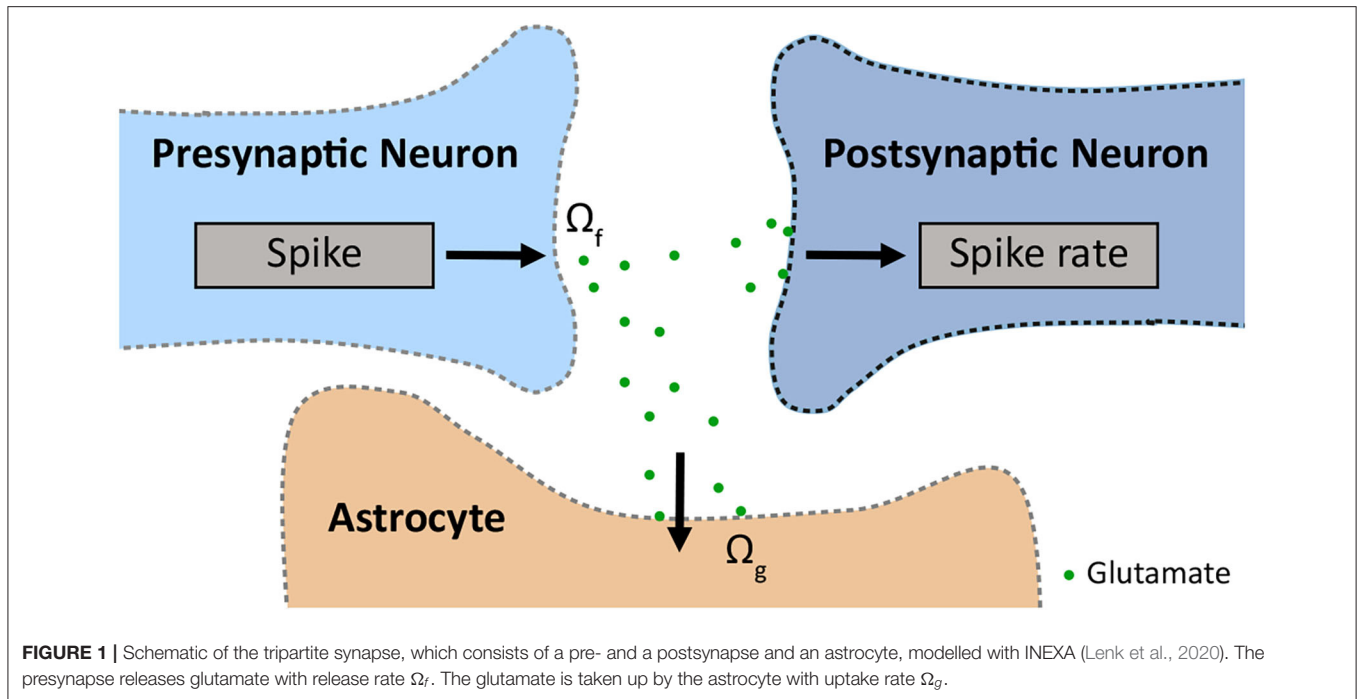 Presynaptic Neuron
Postsynaptic Neuron
Spike
Ωf
Spike rate
Astrocyte
Ωg
Glutamate
FIGURE 1 | Schematic of the tripartite synapse, which consists of a pre- and a postsynapse and an astrocyte, modelled with INEXA (Lenk et al., 2020). The
presynapse releases glutamate with release rate Ωf. The glutamate is taken up by the astrocyte with uptake rate Ωg.